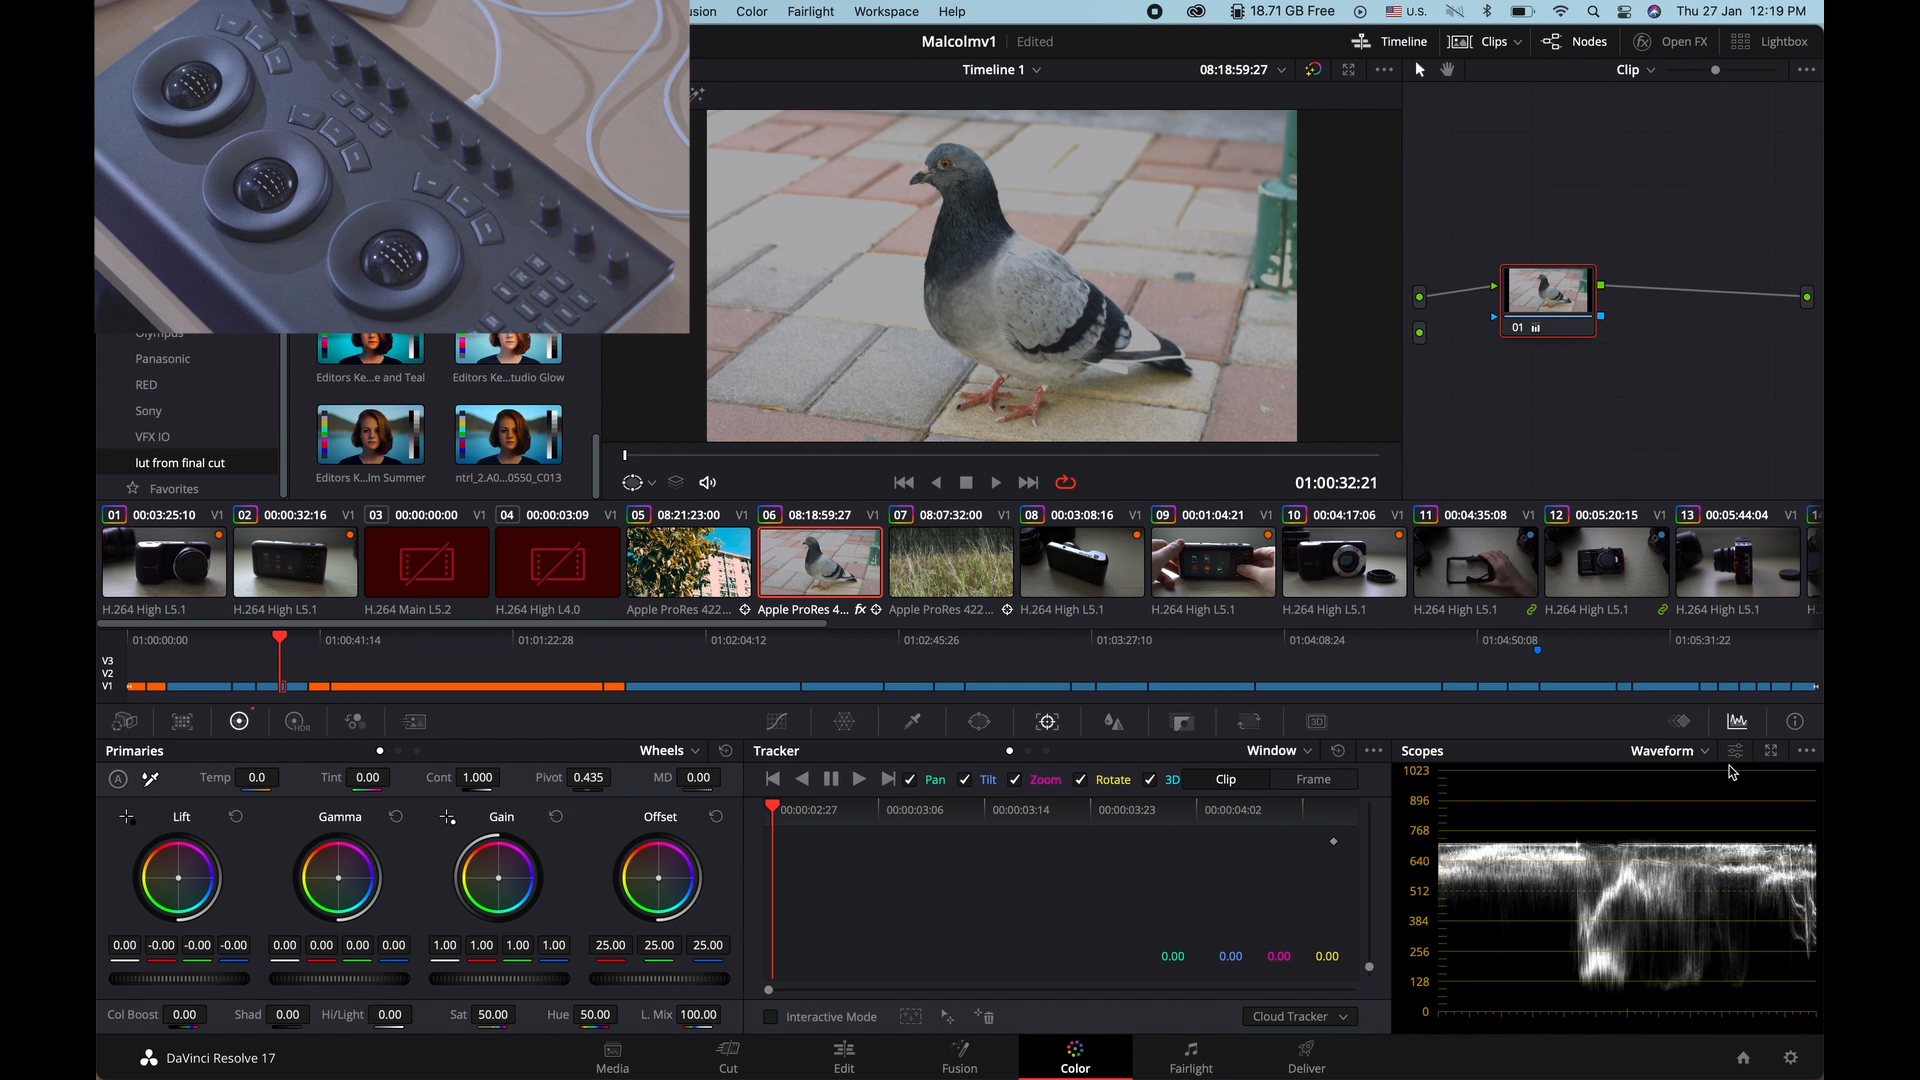 usion Color Fairlight Workspace Help 18.71 GB Free U.S. Thu 27 Jan 12:19 PM
Malcolmv1 Edited
Timeline Clips Nodes Open FX Lightbox
Timeline 1 08:18:59:27 Clip
01
Olympus
Panasonic
RED
Sony
VFX IO
lut from final cut
Favorites
Editors Ke...e and Teal Editors Ke...tudio Glow
Editors K...lm Summer ntrl_2.A0...0550_C013
01:00:32:21
01 00:03:25:10 V1 02 00:00:32:16 V1 03 00:00:00:00 V1 04 00:00:03:09 V1 05 08:21:23:00 V1 06 08:18:59:27 V1 07 08:07:32:00 V1 08 00:03:08:16 V1 09 00:01:04:21 V1 10 00:04:17:06 V1 11 00:04:35:08 V1 12 00:05:20:15 V1 13 00:05:44:04 V1
H.264 High L5.1 H.264 High L5.1 H.264 Main L5.2 H.264 High L4.0 Apple ProRes 422... Apple ProRes 4... fx Apple ProRes 422... H.264 High L5.1 H.264 High L5.1 H.264 High L5.1 H.264 High L5.1 H.264 High L5.1 H.264 High L5.1 H.
01:00:00:00 01:00:41:14 01:01:22:28 01:02:04:12 01:02:45:26 01:03:27:10 01:04:08:24 01:04:50:08 01:05:31:22
V3
V2
V1
HDR 3D
Primaries Wheels Tracker Window Scopes Waveform
A Temp 0.0 Tint 0.00 Cont 1.000 Pivot 0.435 MD 0.00
Pan Tilt Zoom Rotate 3D Clip Frame
00:00:02:27 00:00:03:06 00:00:03:14 00:00:03:23 00:00:04:02
Lift Gamma Gain Offset
0.00 -0.00 -0.00 -0.00 0.00 0.00 0.00 0.00 1.00 1.00 1.00 1.00 25.00 25.00 25.00
0.00 0.00 0.00 0.00
Col Boost 0.00 Shad 0.00 Hi/Light 0.00 Sat 50.00 Hue 50.00 L. Mix 100.00
Interactive Mode Cloud Tracker
1023
896
768
640
512
384
256
128
0
DaVinci Resolve 17
Media Cut Edit Fusion Color Fairlight Deliver